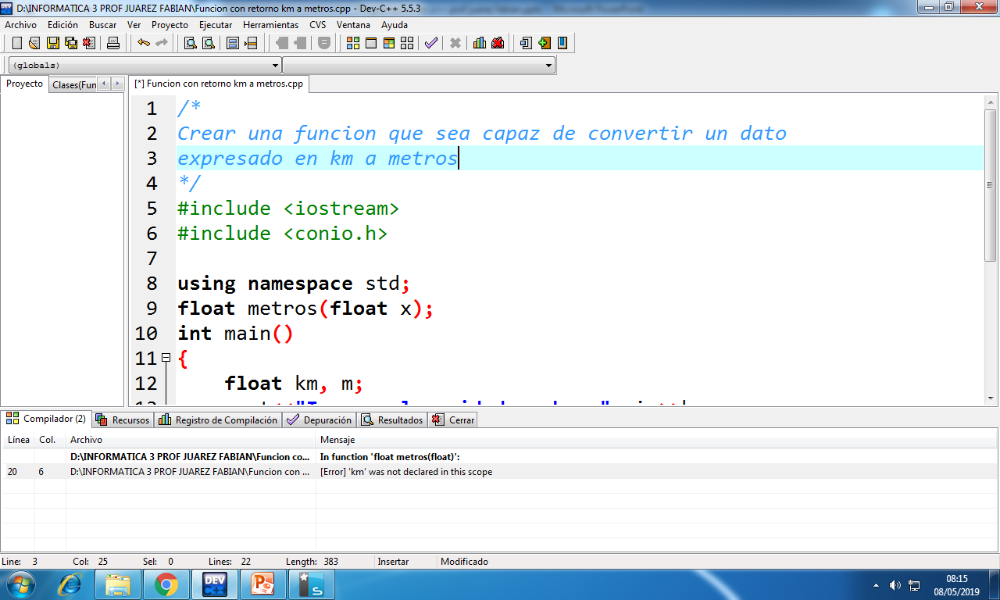 D:\INFORMATICA 3 PROF JUAREZ FABIAN\Funcion con retorno km a metros.cpp - Dev-C++ 5.5.3
Archivo Edición Buscar Ver Proyecto Ejecutar Herramientas CVS Ventana Ayuda
(globals)
Proyecto Clases(Fun
[*] Funcion con retorno km a metros.cpp
1 /*
2 Crear una funcion que sea capaz de convertir un dato
3 expresado en km a metros
4 */
5 #include <iostream>
6 #include <conio.h>
7
8 using namespace std;
9 float metros(float x);
10 int main()
11 {
12 float km, m;
Compilador (2) Recursos Registro de Compilación Depuración Resultados Cerrar
Línea Col. Archivo Mensaje
D:\INFORMATICA 3 PROF JUAREZ FABIAN\Funcion co... In function 'float metros(float)':
20 6 D:\INFORMATICA 3 PROF JUAREZ FABIAN\Funcion con ... [Error] 'km' was not declared in this scope
Line: 3 Col: 25 Sel: 0 Lines: 22 Length: 383 Insertar Modificado
DEV C++
P
S
08:15
08/05/2019